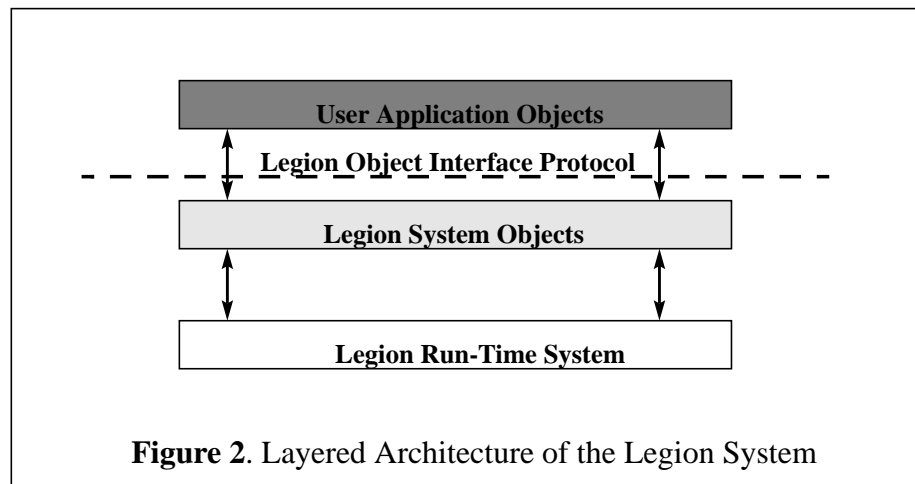 User Application Objects
Legion Object Interface Protocol
Legion System Objects
Legion Run-Time System
Figure 2. Layered Architecture of the Legion System